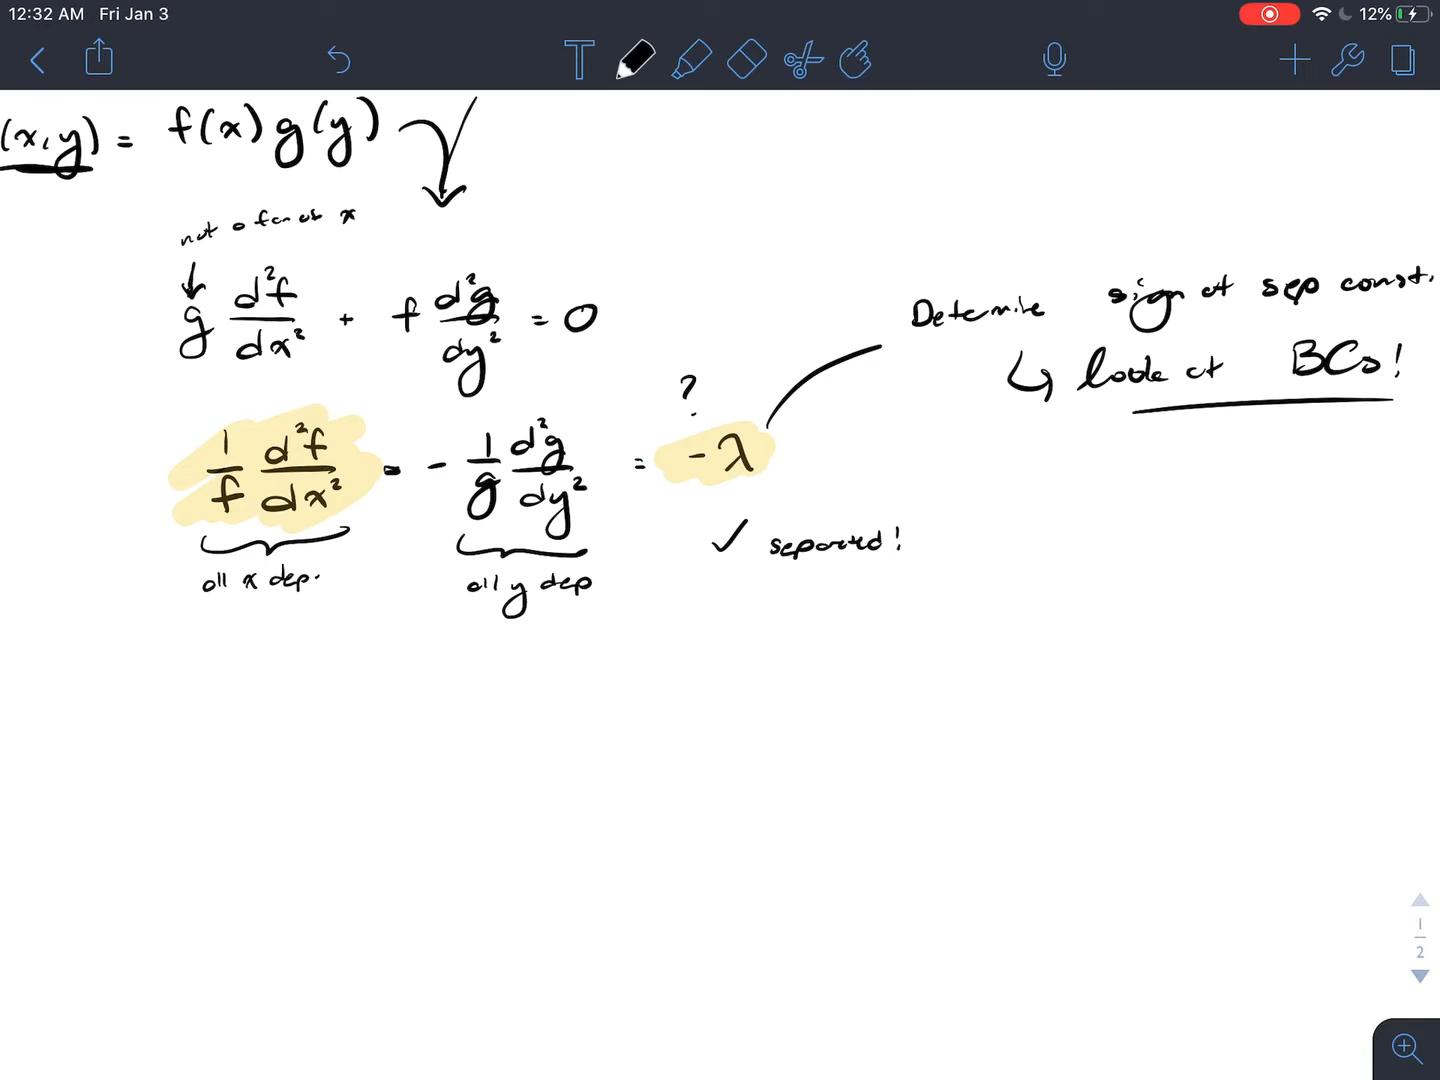 12:32 AM Fri Jan 3
12%
T
(x,y) = f(x) g(y)
not a fcn of x
g d²f/dx² + f d²g/dy² = 0
Determine sign of sep const.
↳ look at BCs!
?
1/f d²f/dx² = - 1/g d²g/dy² = -λ
✓ separted!
all x dep.
all y dep
1
2